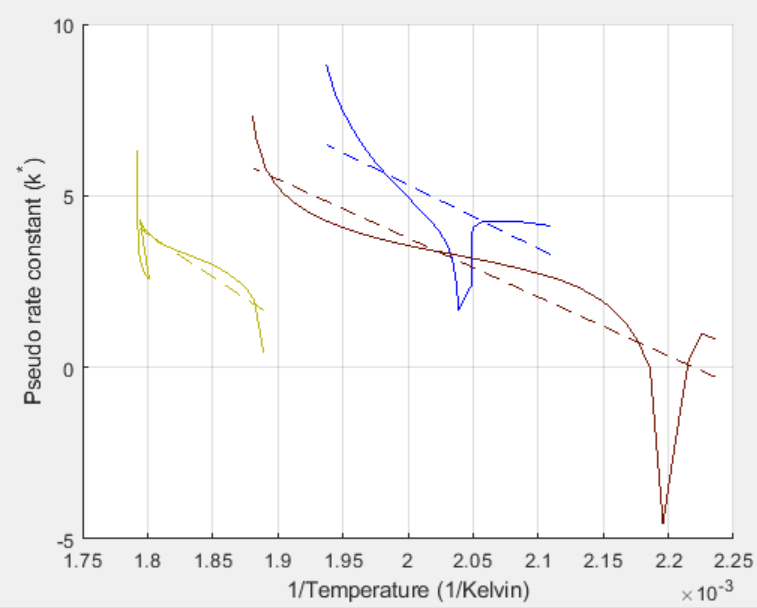 10
5
0
-5
Pseudo rate constant (k*)
1.75 1.8 1.85 1.9 1.95 2 2.05 2.1 2.15 2.2 2.25
1/Temperature (1/Kelvin)
×10-3